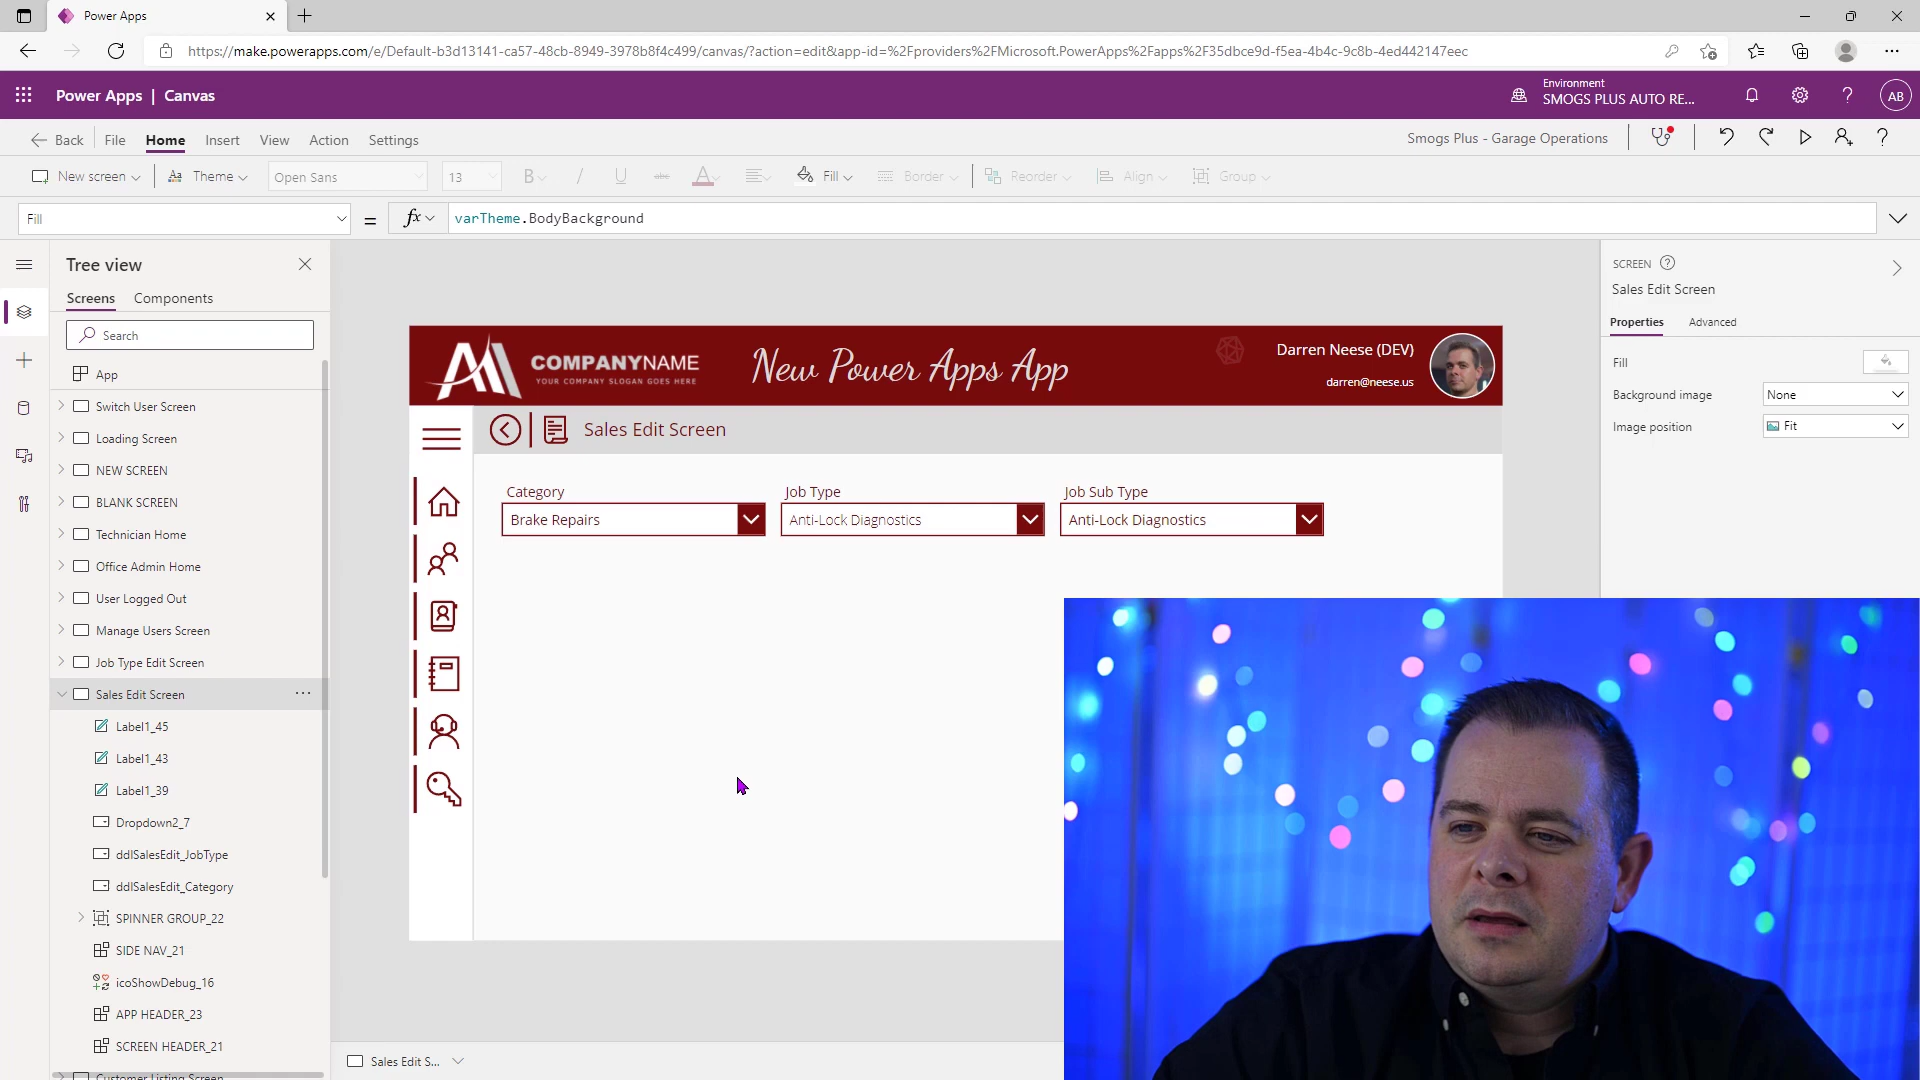 Power Apps
https://make.powerapps.com/e/Default-b3d13141-ca57-48cb-8949-3978b8f4c499/canvas/?action=edit&app-id=%2Fproviders%2FMicrosoft.PowerApps%2Fapps%2F35dbce9d-f5ea-4b4c-9c8b-4ed442147eec
Power Apps | Canvas
Environment
SMOGS PLUS AUTO RE...
AB
Back File Home Insert View Action Settings
Smogs Plus - Garage Operations
New screen Theme Open Sans 13 B / U abc A Fill Border Reorder Align Group
Fill = fx varTheme.BodyBackground
Tree view
Screens Components
Search
App
Switch User Screen
Loading Screen
NEW SCREEN
BLANK SCREEN
Technician Home
Office Admin Home
User Logged Out
Manage Users Screen
Job Type Edit Screen
Sales Edit Screen ...
Label1_45
Label1_43
Label1_39
Dropdown2_7
ddlSalesEdit_JobType
ddlSalesEdit_Category
SPINNER GROUP_22
SIDE NAV_21
icoShowDebug_16
APP HEADER_23
SCREEN HEADER_21
Customer Listing Screen
COMPANYNAME
YOUR COMPANY SLOGAN GOES HERE
New Power Apps App
Darren Neese (DEV)
darren@neese.us
Sales Edit Screen
Category Job Type Job Sub Type
Brake Repairs Anti-Lock Diagnostics Anti-Lock Diagnostics
Sales Edit S...
SCREEN
Sales Edit Screen
Properties Advanced
Fill
Background image None
Image position Fit